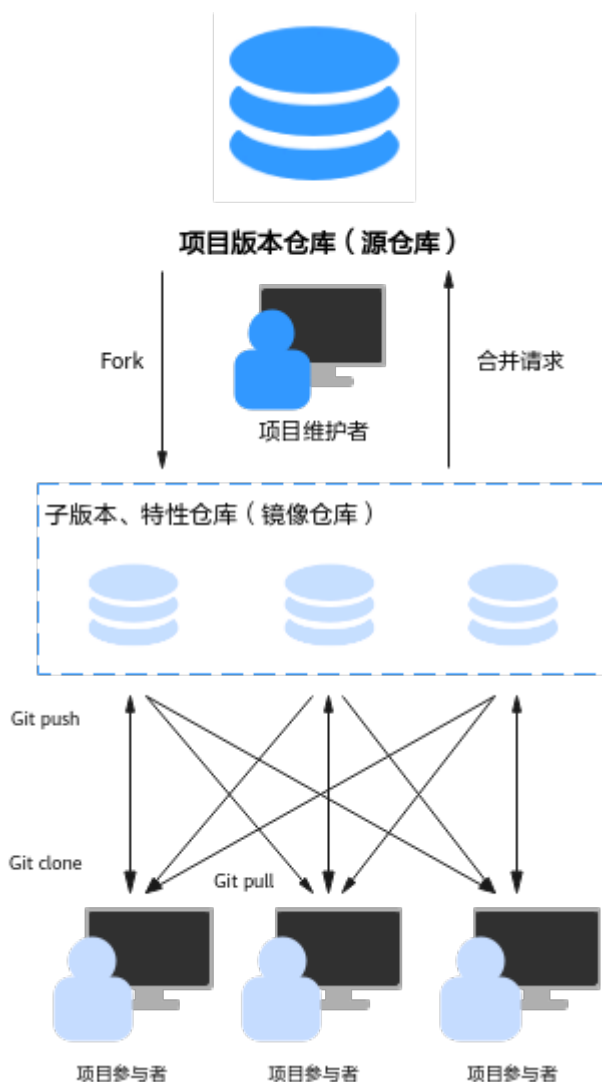 项目版本仓库（源仓库）
Fork
合并请求
项目维护者
子版本、特性仓库（镜像仓库）
Git push
Git clone
Git pull
项目参与者
项目参与者
项目参与者